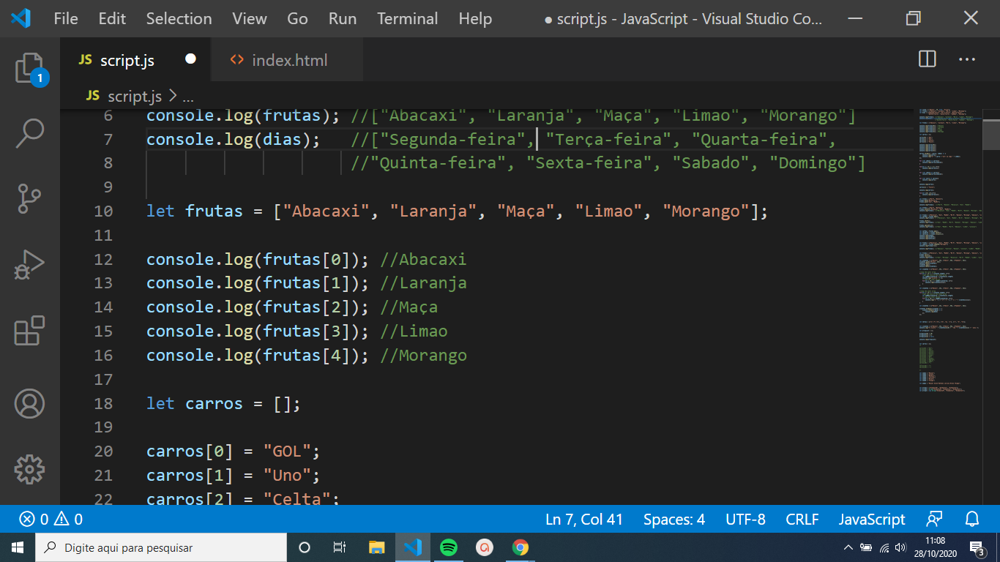 File Edit Selection View Go Run Terminal Help ● script.js - JavaScript - Visual Studio Co...
JS script.js ● <> index.html ...
1
JS script.js > ...
6 console.log(frutas); //["Abacaxi", "Laranja", "Maça", "Limao", "Morango"]
7 console.log(dias); //["Segunda-feira", "Terça-feira", "Quarta-feira",
8 //"Quinta-feira", "Sexta-feira", "Sabado", "Domingo"]
9
10 let frutas = ["Abacaxi", "Laranja", "Maça", "Limao", "Morango"];
11
12 console.log(frutas[0]); //Abacaxi
13 console.log(frutas[1]); //Laranja
14 console.log(frutas[2]); //Maça
15 console.log(frutas[3]); //Limao
16 console.log(frutas[4]); //Morango
17
18 let carros = [];
19
20 carros[0] = "GOL";
21 carros[1] = "Uno";
22 carros[2] = "Celta";
0 0 Ln 7, Col 41 Spaces: 4 UTF-8 CRLF JavaScript
Digite aqui para pesquisar
11:08
28/10/2020
3